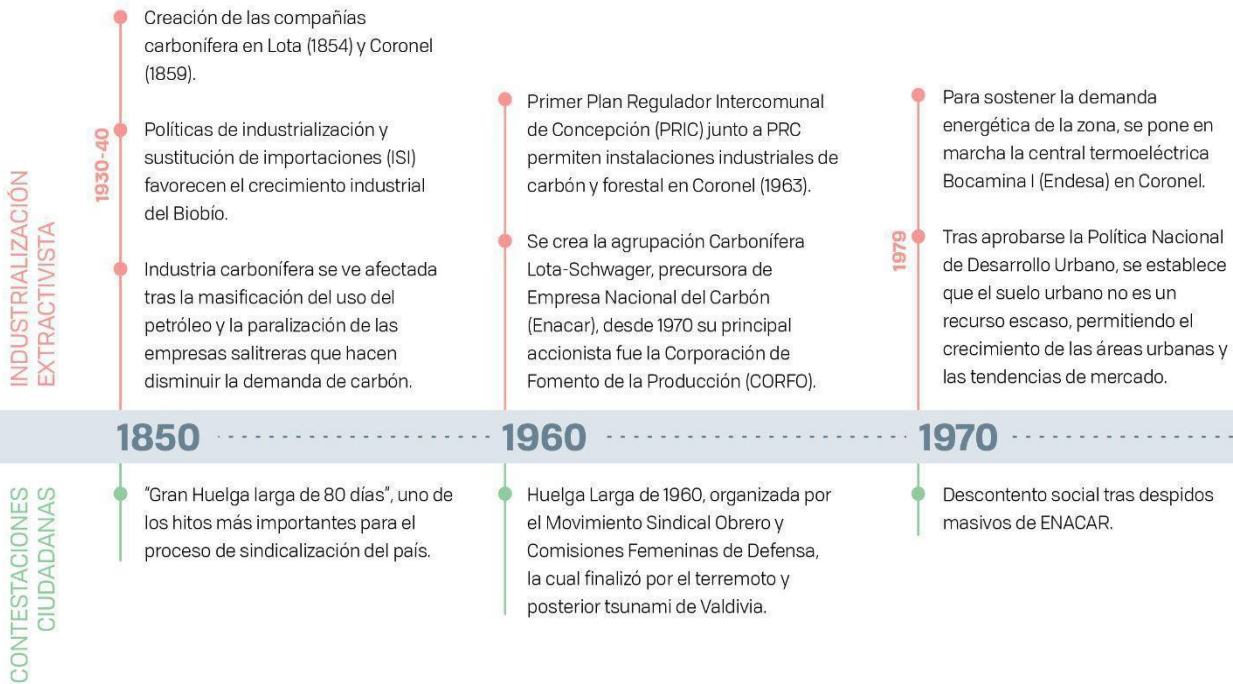 INDUSTRIALIZACIÓN
EXTRACTIVISTA
Creación de las compañías
carbonífera en Lota (1854) y Coronel
(1859).
1930-40
Políticas de industrialización y
sustitución de importaciones (ISI)
favorecen el crecimiento industrial
del Biobío.
Industria carbonífera se ve afectada
tras la masificación del uso del
petróleo y la paralización de las
empresas salitreras que hacen
disminuir la demanda de carbón.
Primer Plan Regulador Intercomunal
de Concepción (PRIC) junto a PRC
permiten instalaciones industriales de
carbón y forestal en Coronel (1963).
Se crea la agrupación Carbonífera
Lota-Schwager, precursora de
Empresa Nacional del Carbón
(Enacar), desde 1970 su principal
accionista fue la Corporación de
Fomento de la Producción (CORFO).
Para sostener la demanda
energética de la zona, se pone en
marcha la central termoeléctrica
Bocamina I (Endesa) en Coronel.
1979
Tras aprobarse la Política Nacional
de Desarrollo Urbano, se establece
que el suelo urbano no es un
recurso escaso, permitiendo el
crecimiento de las áreas urbanas y
las tendencias de mercado.
1850
1960
1970
CONTESTACIONES
CIUDADANAS
"Gran Huelga larga de 80 días", uno de
los hitos más importantes para el
proceso de sindicalización del país.
Huelga Larga de 1960, organizada por
el Movimiento Sindical Obrero y
Comisiones Femeninas de Defensa,
la cual finalizó por el terremoto y
posterior tsunami de Valdivia.
Descontento social tras despidos
masivos de ENACAR.